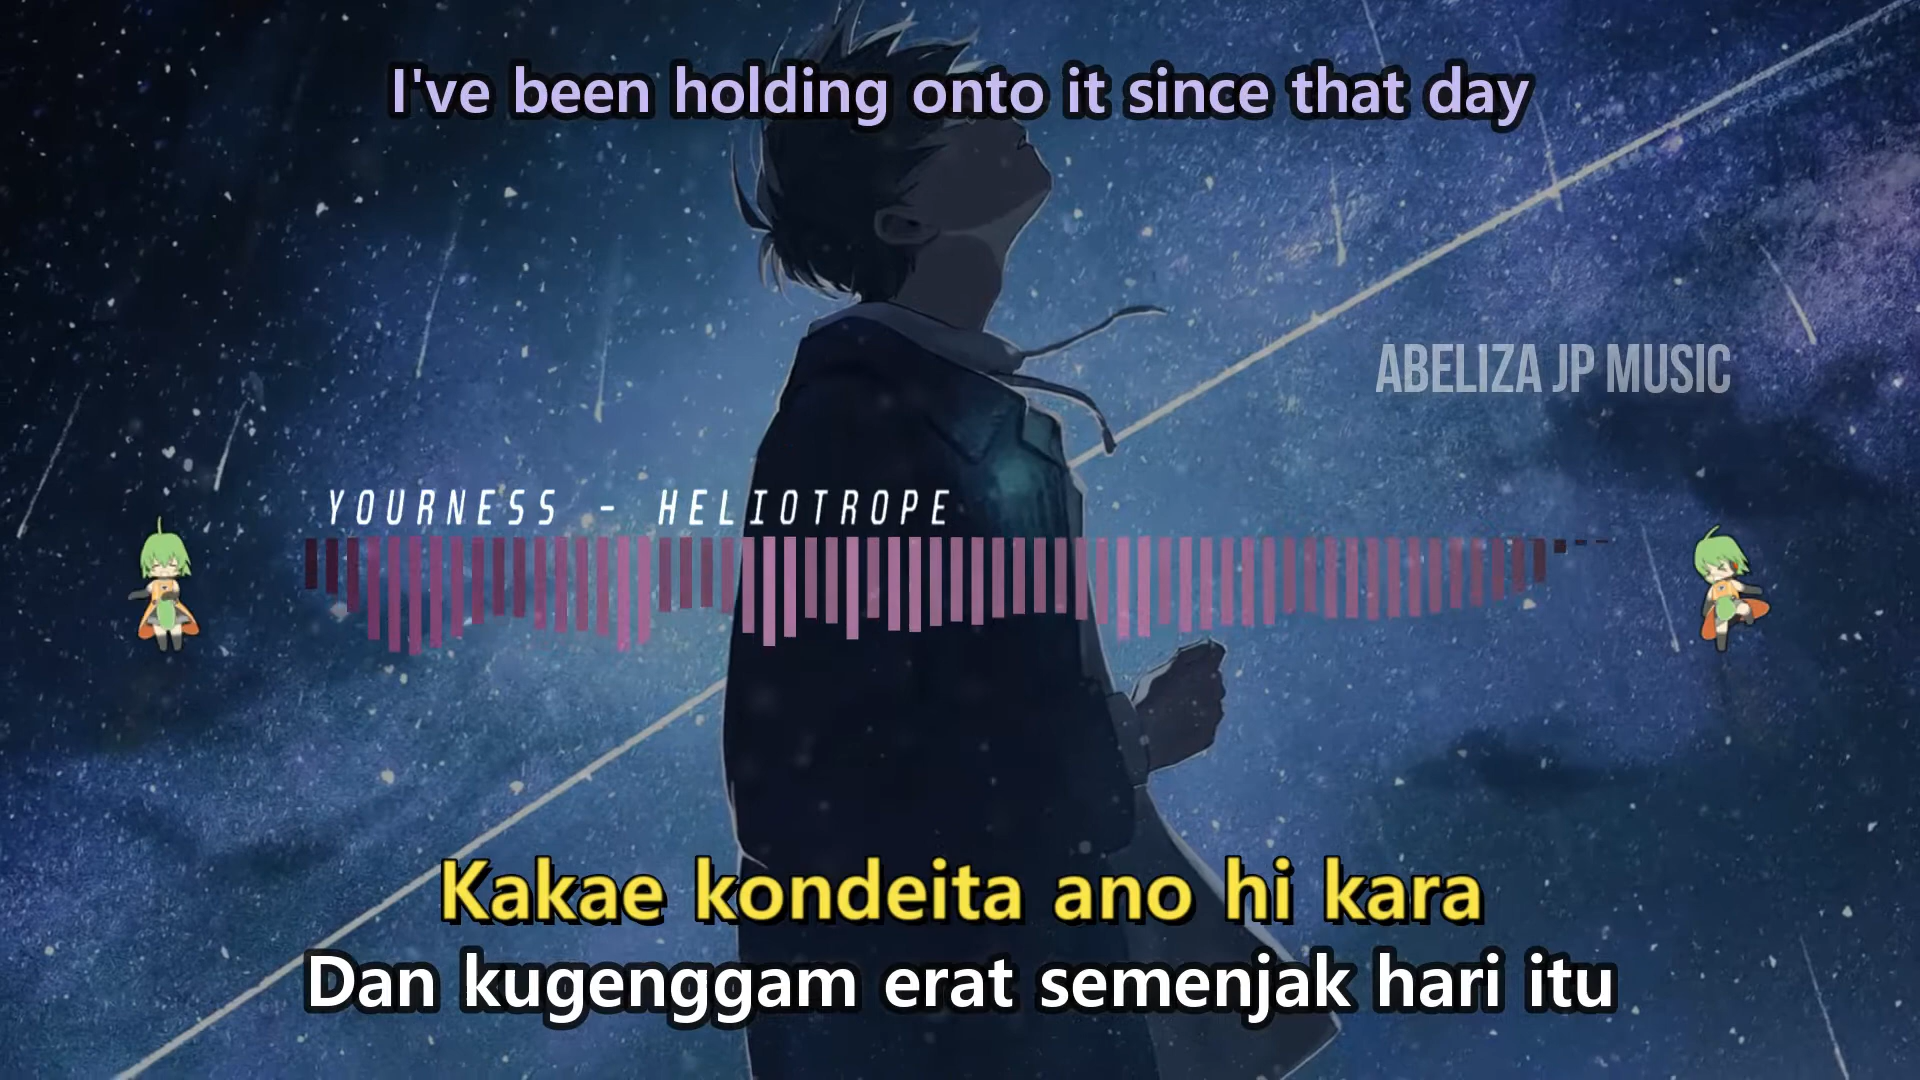 I've been holding onto it since that day
ABELIZA JP MUSIC
YOURNESS - HELIOTROPE
Kakae kondeita ano hi kara
Dan kugenggam erat semenjak hari itu